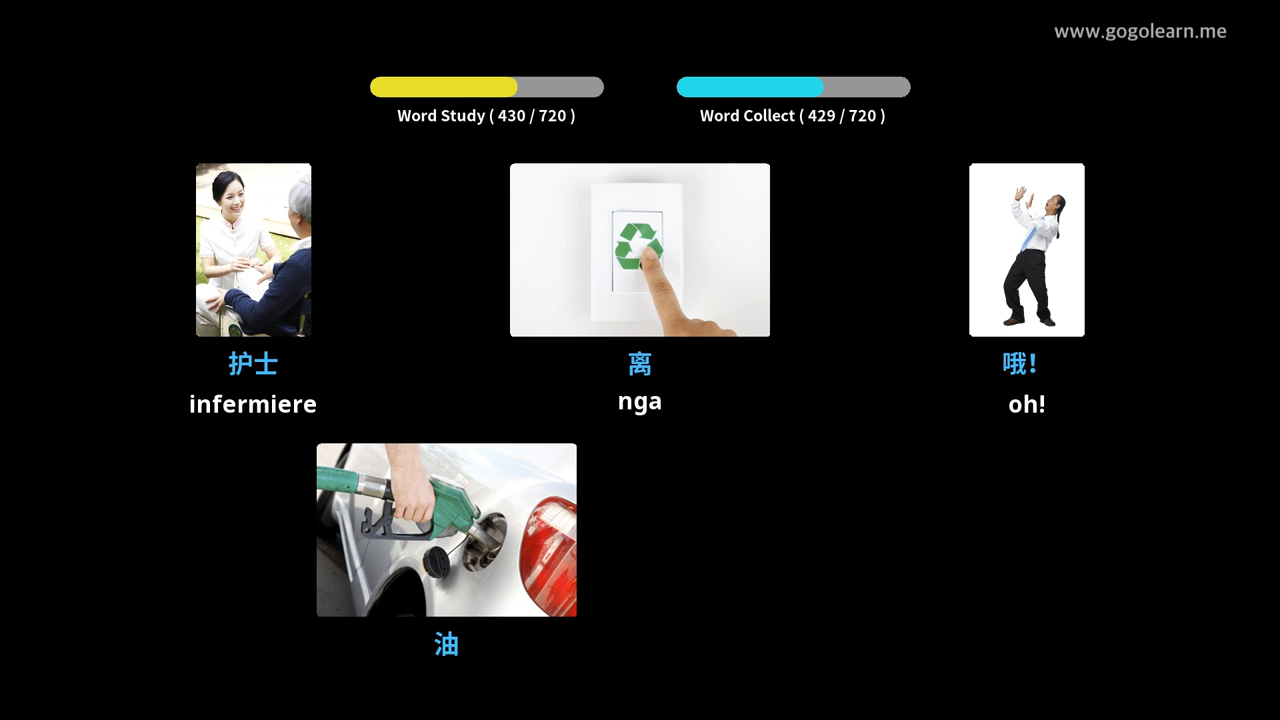 www.gogolearn.me
Word Study ( 430 / 720 )
Word Collect ( 429 / 720 )
护士
infermiere
离
nga
哦!
oh!
油